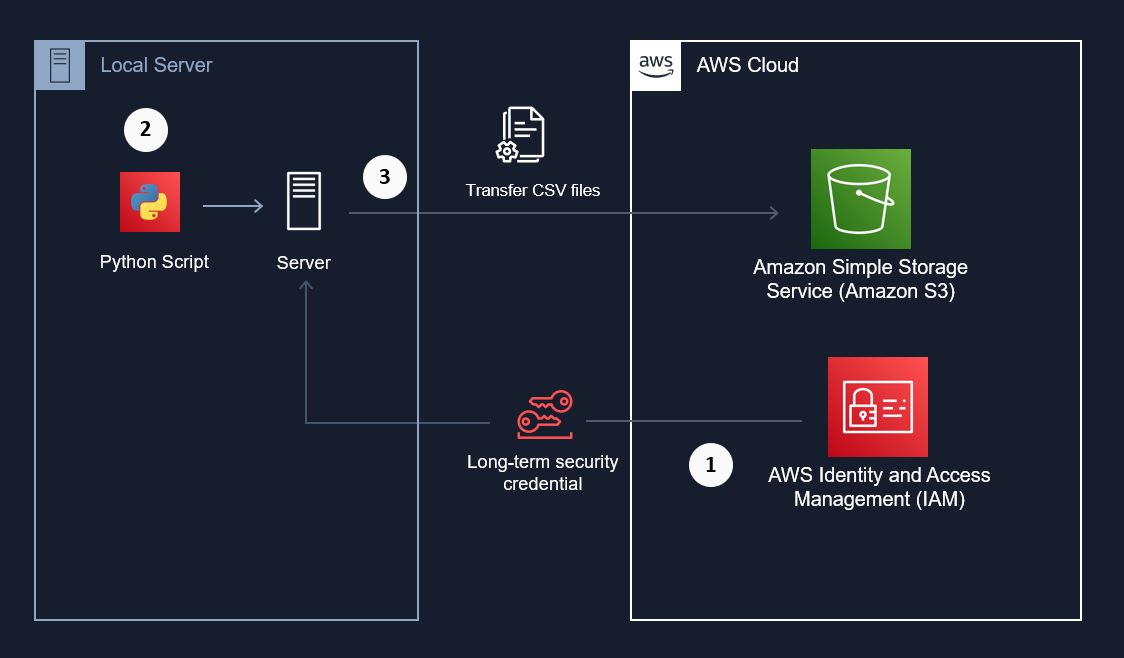 Local Server
aws
AWS Cloud
2
3
Transfer CSV files
Python Script
Server
Amazon Simple Storage
Service (Amazon S3)
Long-term security
credential
1
AWS Identity and Access
Management (IAM)